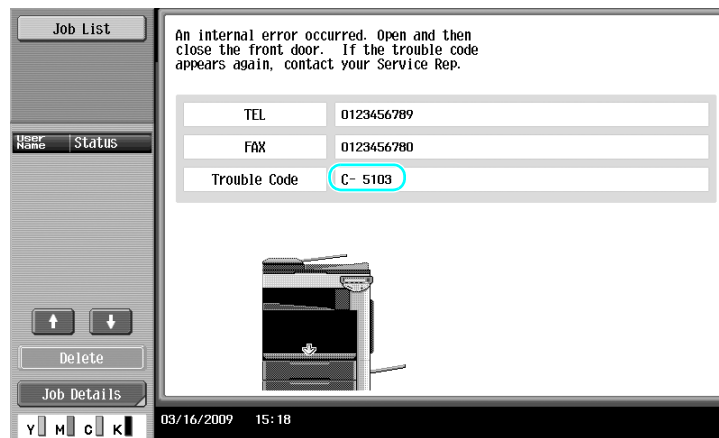 Job List
An internal error occurred. Open and then
close the front door. If the trouble code
appears again, contact your Service Rep.
TEL 0123456789
User Name Status
FAX 0123456780
Trouble Code C- 5103
Delete
Job Details
Y M C K
03/16/2009 15:18